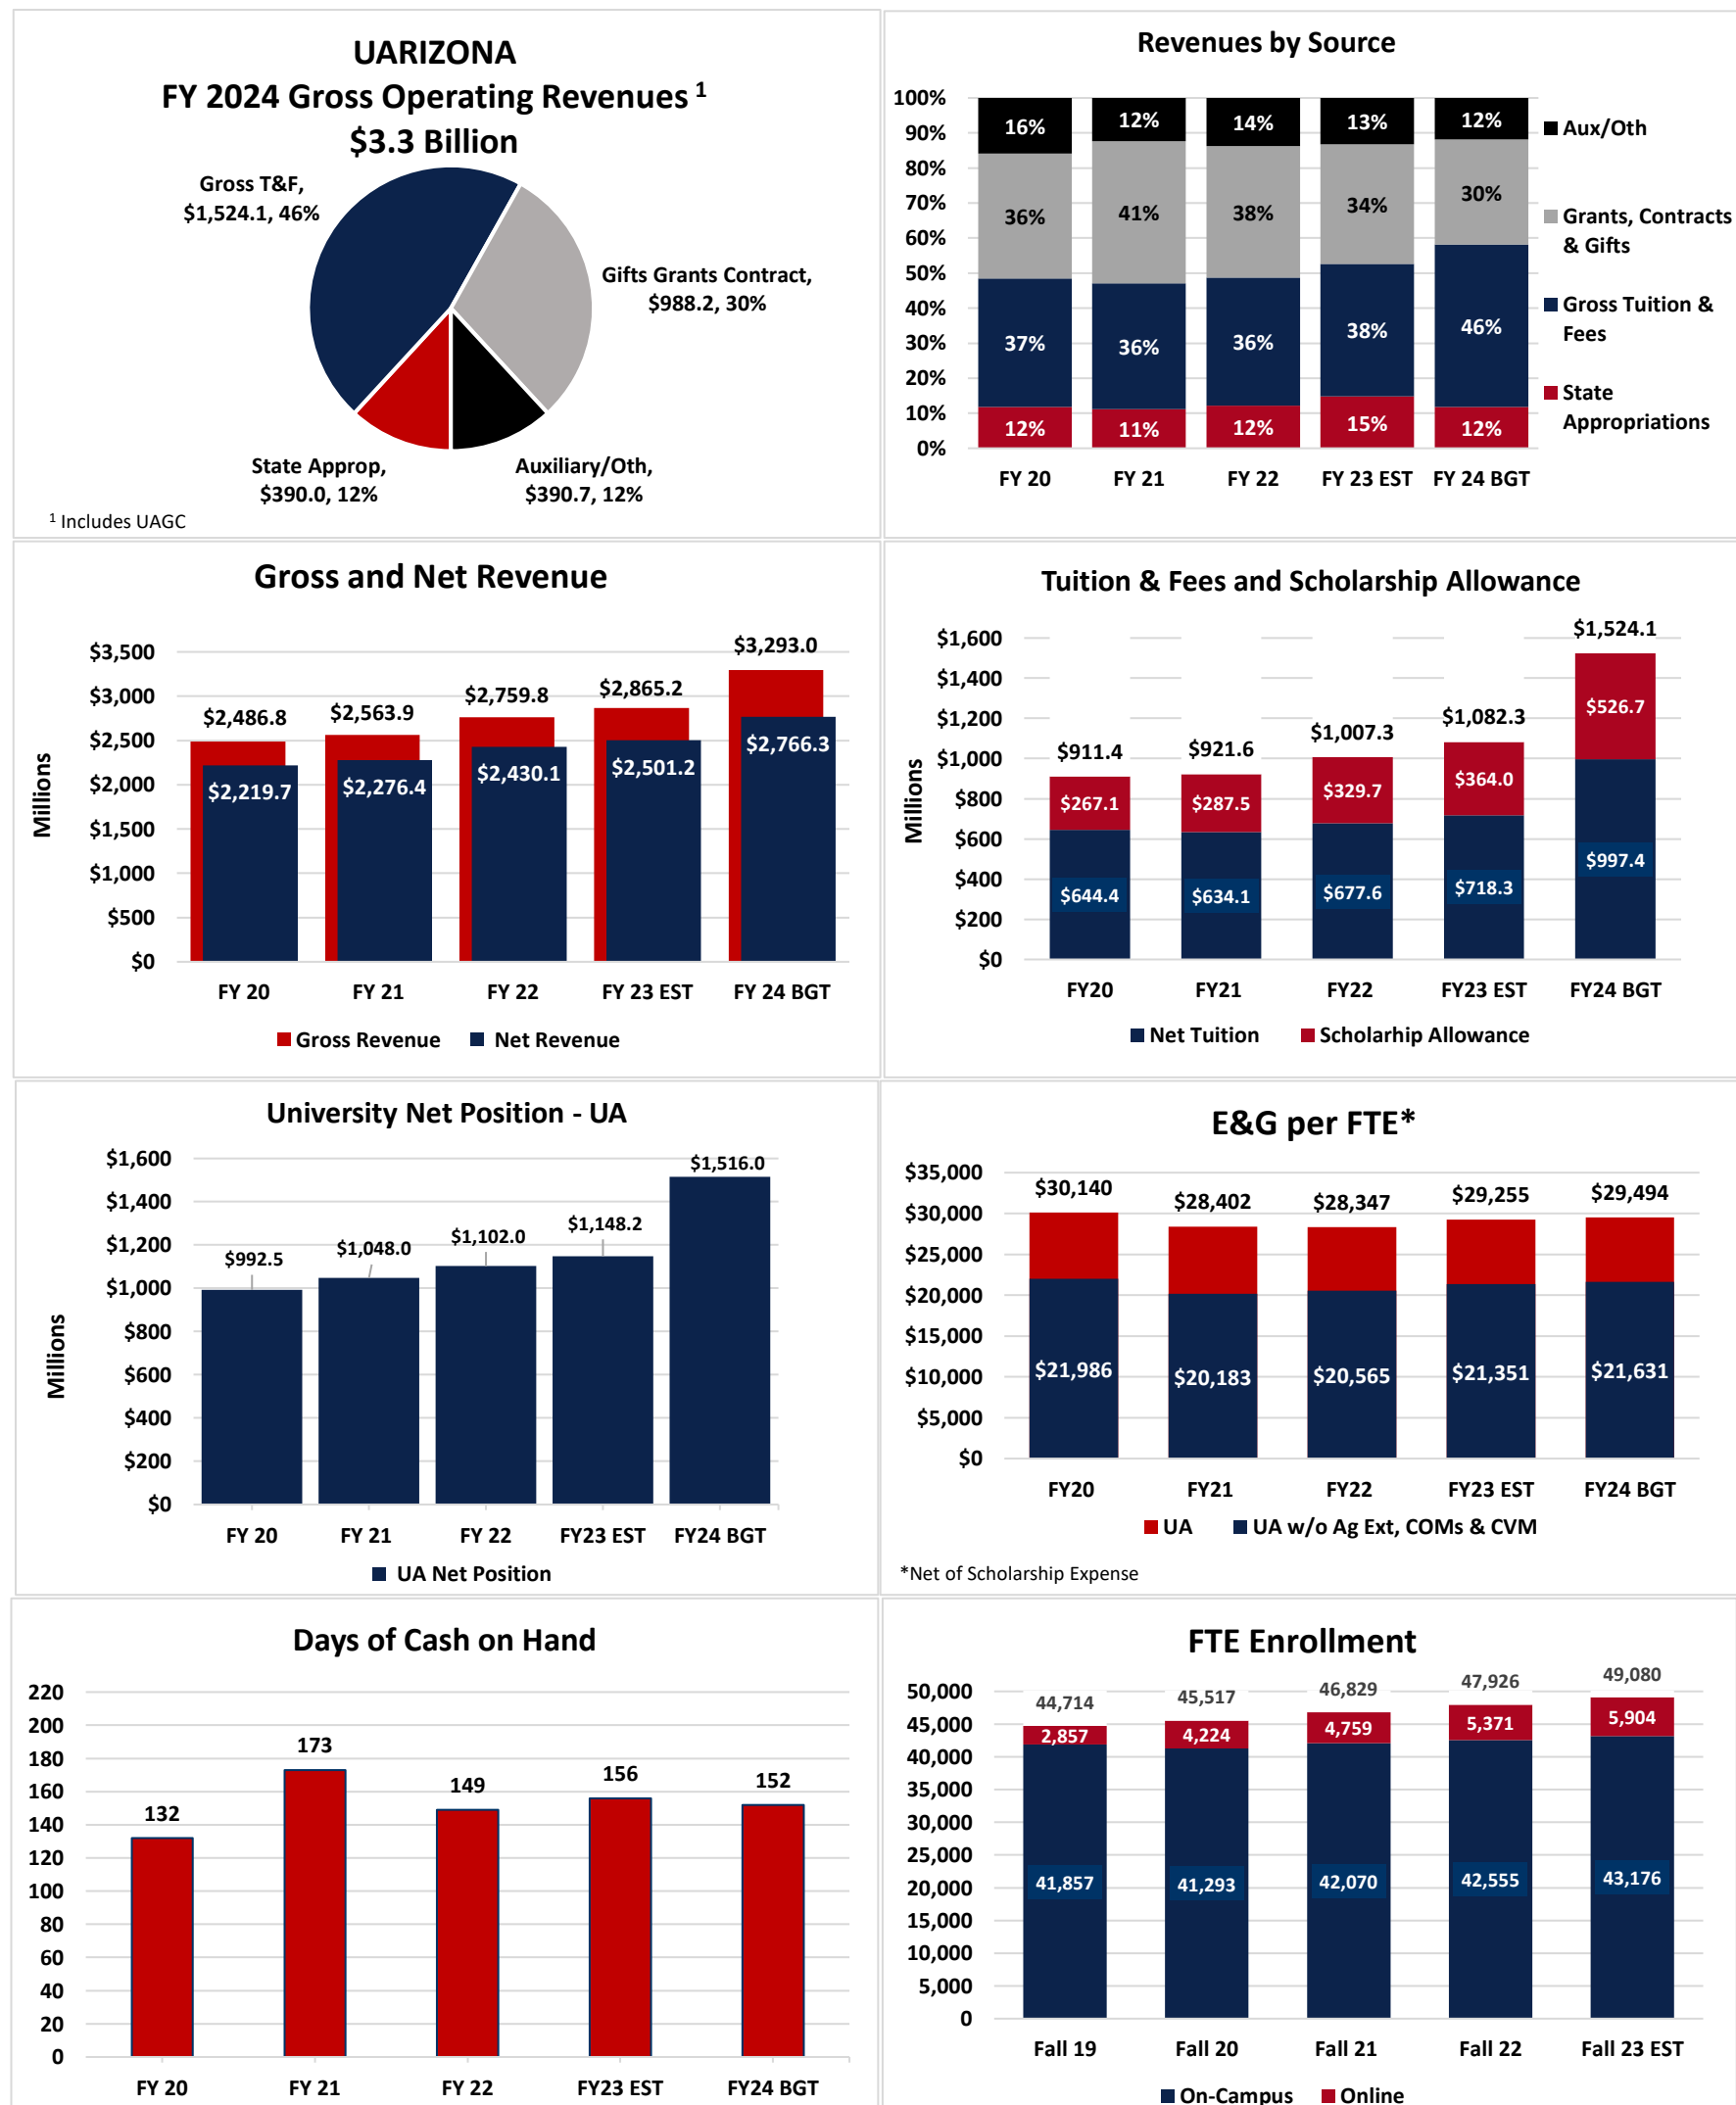 UARIZONA
FY 2024 Gross Operating Revenues 1
$3.3 Billion
Gross T&F,
$1,524.1, 46%
Gifts Grants Contract,
$988.2, 30%
State Approp,
$390.0, 12%
Auxiliary/Oth,
$390.7, 12%
1 Includes UAGC
Revenues by Source
100%
90%
80%
70%
60%
50%
40%
30%
20%
10%
0%
16% 12% 14% 13% 12%
36% 41% 38% 34% 30%
37% 36% 36% 38% 46%
12% 11% 12% 15% 12%
FY 20 FY 21 FY 22 FY 23 EST FY 24 BGT
Aux/Oth
Grants, Contracts
& Gifts
Gross Tuition &
Fees
State
Appropriations
Gross and Net Revenue
Millions
$3,500
$3,000
$2,500
$2,000
$1,500
$1,000
$500
$0
$2,486.8 $2,563.9 $2,759.8 $2,865.2 $3,293.0
$2,219.7 $2,276.4 $2,430.1 $2,501.2 $2,766.3
FY 20 FY 21 FY 22 FY 23 EST FY 24 BGT
Gross Revenue Net Revenue
Tuition & Fees and Scholarship Allowance
Millions
$1,600
$1,400
$1,200
$1,000
$800
$600
$400
$200
$0
$911.4 $921.6 $1,007.3 $1,082.3 $1,524.1
$267.1 $287.5 $329.7 $364.0 $526.7
$644.4 $634.1 $677.6 $718.3 $997.4
FY20 FY21 FY22 FY23 EST FY24 BGT
Net Tuition Scholarhip Allowance
University Net Position - UA
Millions
$1,600
$1,400
$1,200
$1,000
$800
$600
$400
$200
$0
$992.5 $1,048.0 $1,102.0 $1,148.2 $1,516.0
FY 20 FY 21 FY 22 FY23 EST FY24 BGT
UA Net Position
E&G per FTE*
$35,000
$30,000
$25,000
$20,000
$15,000
$10,000
$5,000
$0
$30,140 $28,402 $28,347 $29,255 $29,494
$21,986 $20,183 $20,565 $21,351 $21,631
FY20 FY21 FY22 FY23 EST FY24 BGT
UA UA w/o Ag Ext, COMs & CVM
*Net of Scholarship Expense
Days of Cash on Hand
220
200
180
160
140
120
100
80
60
40
20
0
132 173 149 156 152
FY 20 FY 21 FY 22 FY23 EST FY24 BGT
FTE Enrollment
50,000
45,000
40,000
35,000
30,000
25,000
20,000
15,000
10,000
5,000
0
44,714 45,517 46,829 47,926 49,080
2,857 4,224 4,759 5,371 5,904
41,857 41,293 42,070 42,555 43,176
Fall 19 Fall 20 Fall 21 Fall 22 Fall 23 EST
On-Campus Online